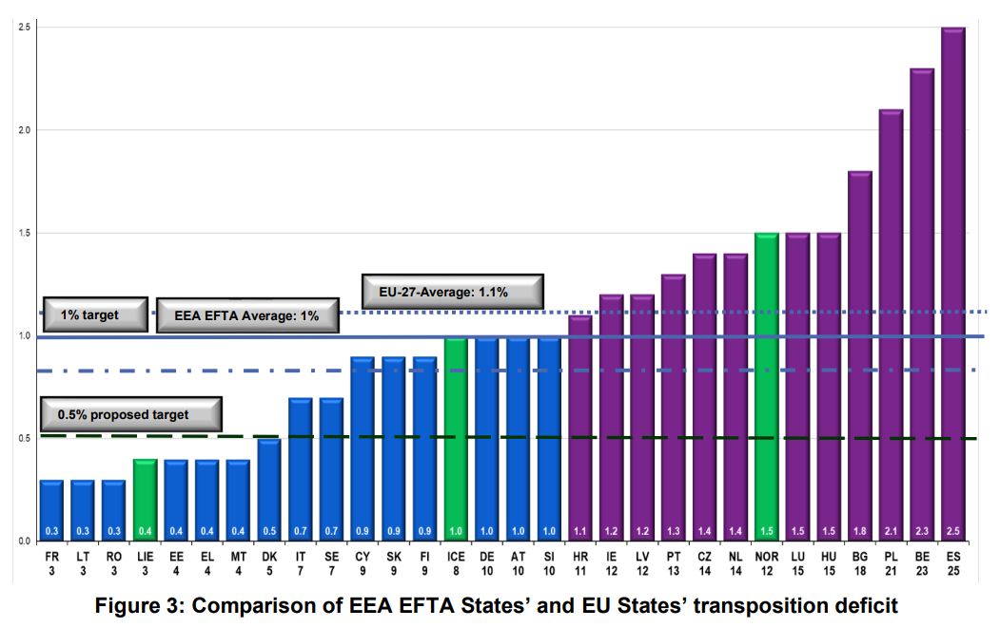 2.5
2.0
EU-27-Average: 1.1%
1% target
EEA EFTA Average: 1%
1.5
1.0
0.5% proposed target
0.5
0.0
0.3 0.3 0.3 0.4 0.4 0.4 0.4 0.5 0.7 0.7 0.9 0.9 0.9 1.0 1.0 1.0 1.0 1.1 1.2 1.2 1.3 1.4 1.4 1.5 1.5 1.5 1.8 2.1 2.3 2.5
FR LT RO LIE EE EL MT DK IT SE CY SK FI ICE DE AT SI HR IE LV PT CZ NL NOR LU HU BG PL BE ES
3 3 3 3 4 4 4 5 7 7 9 9 9 8 10 10 10 11 12 12 13 14 14 12 15 15 18 21 23 25
Figure 3: Comparison of EEA EFTA States' and EU States' transposition deficit